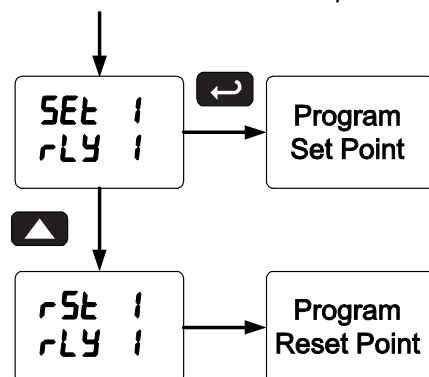 SEt 1
rLY 1
Program
Set Point
rSt 1
rLY 1
Program
Reset Point